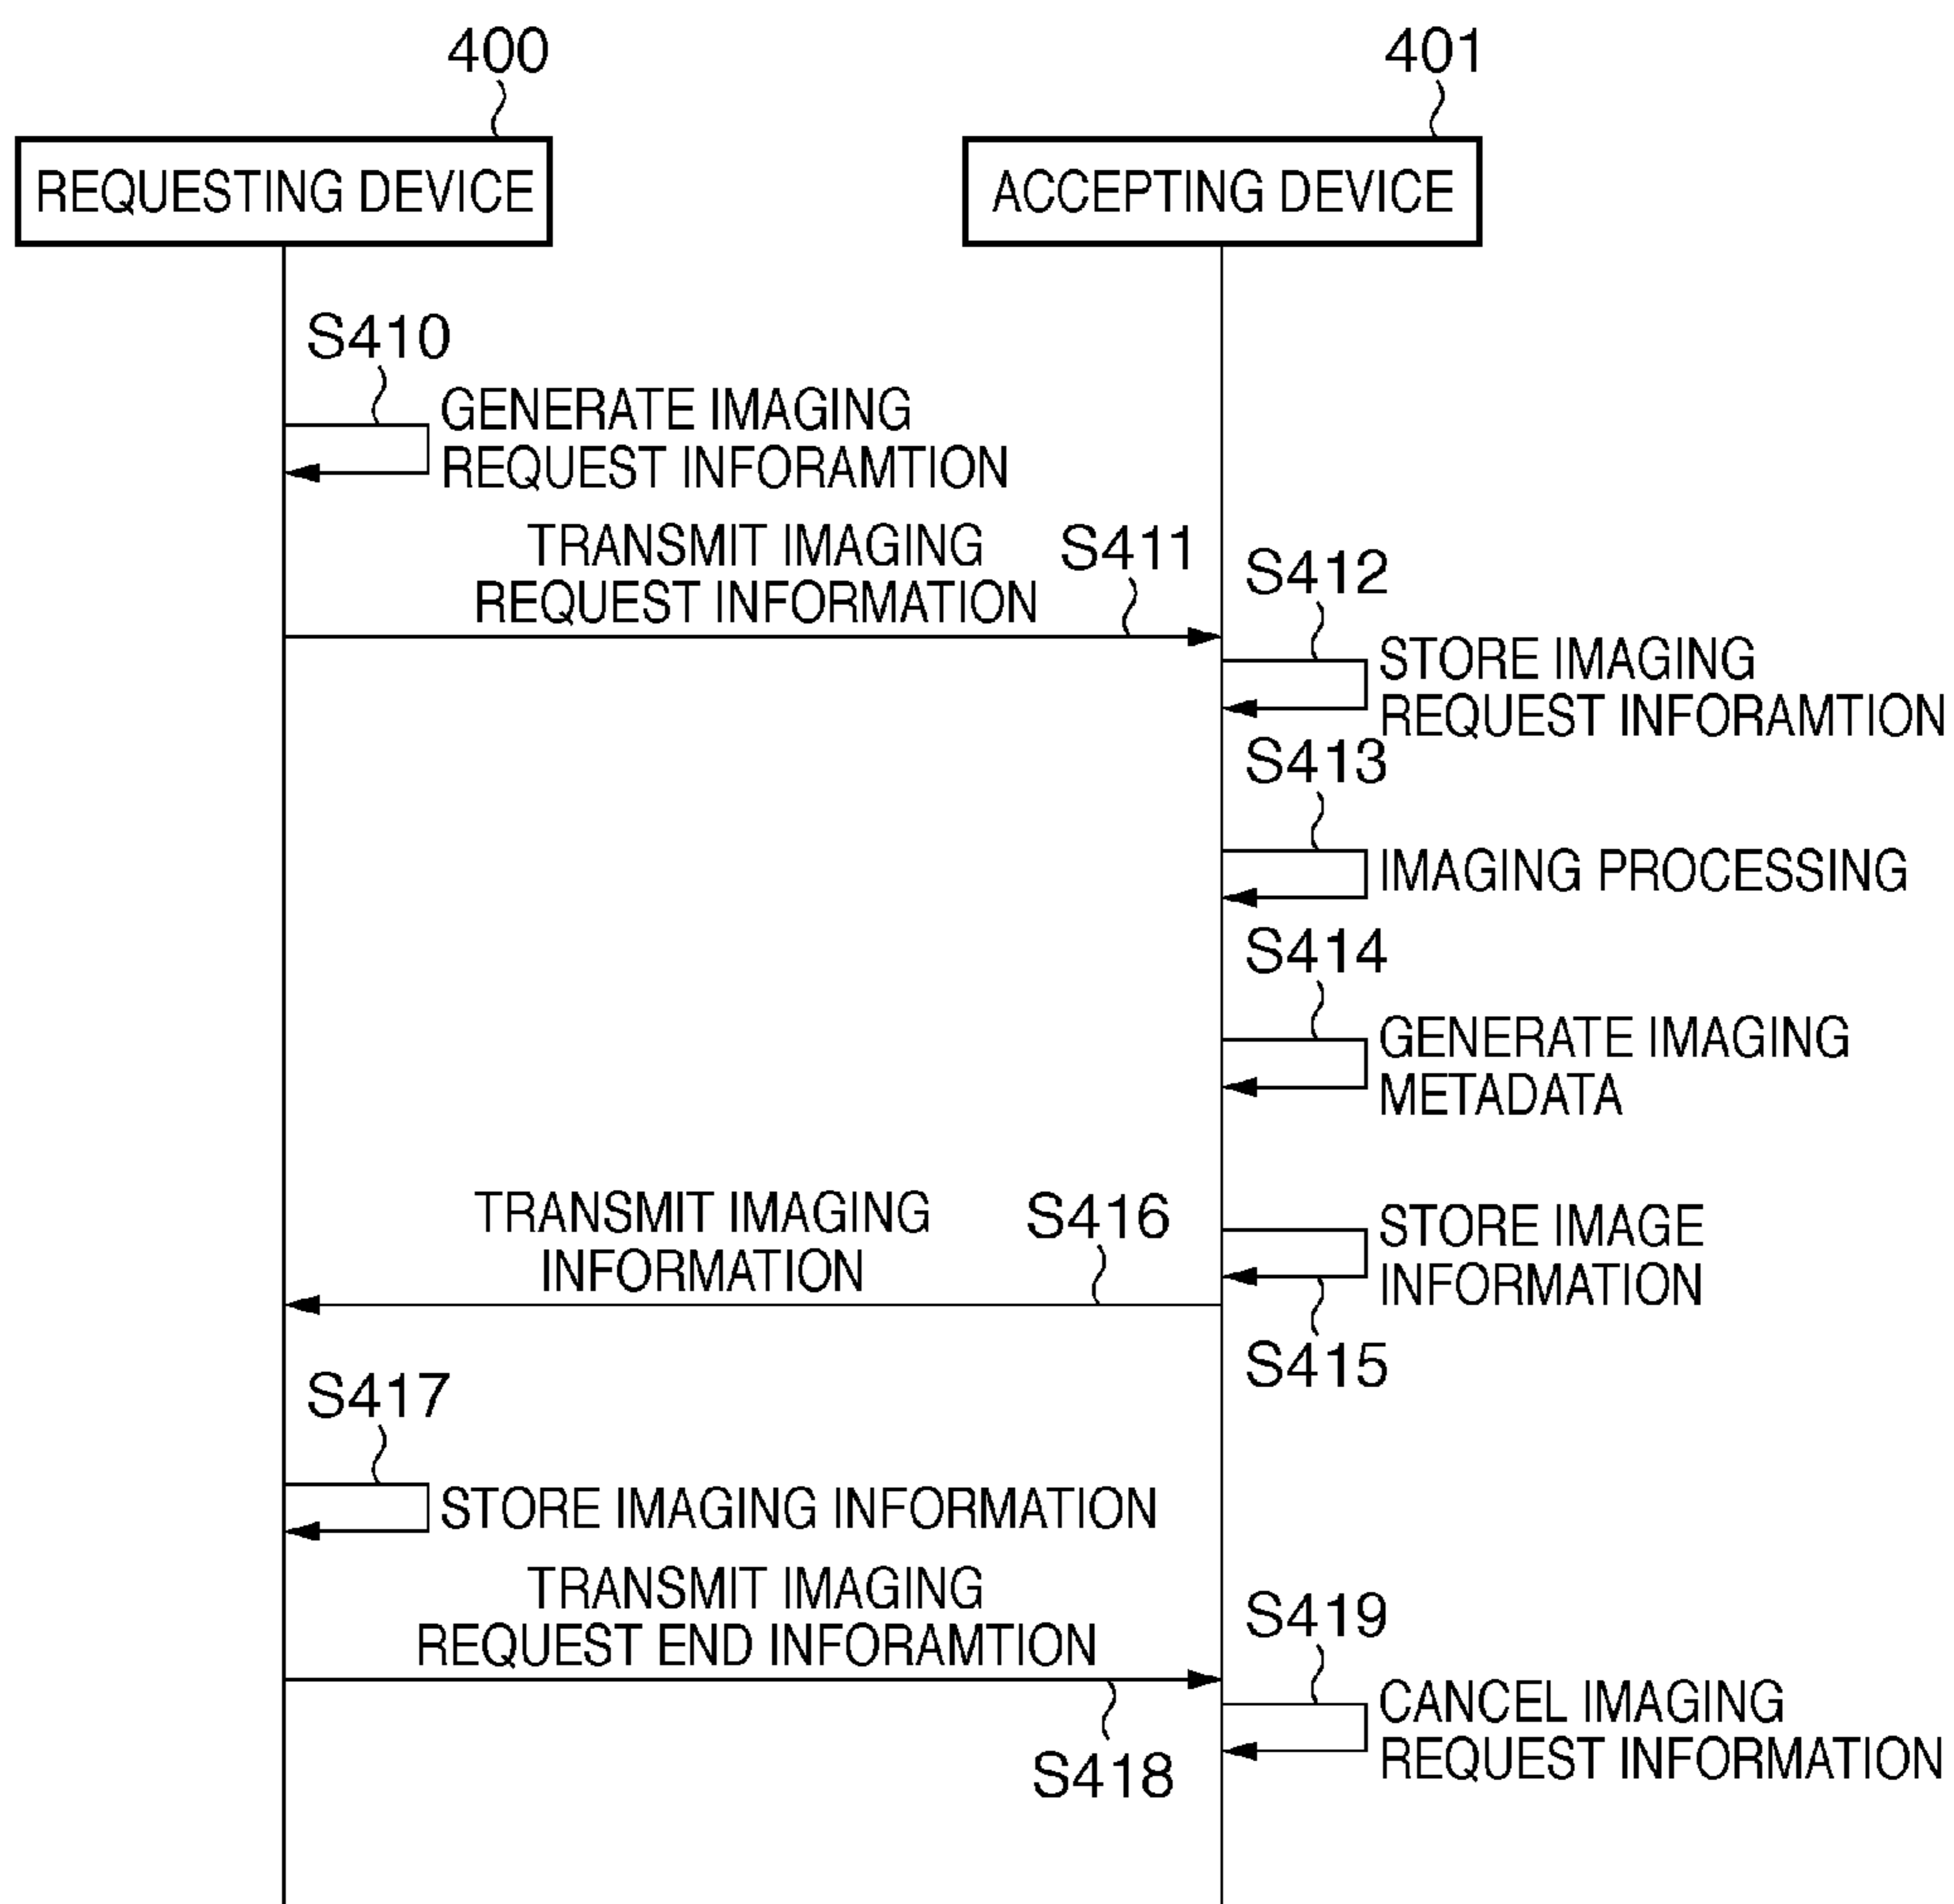 400
401
REQUESTING DEVICE
ACCEPTING DEVICE
S410
GENERATE IMAGING
REQUEST INFORAMTION
TRANSMIT IMAGING
REQUEST INFORMATION
S411
S412
STORE IMAGING
REQUEST INFORAMTION
S413
IMAGING PROCESSING
S414
GENERATE IMAGING
METADATA
TRANSMIT IMAGING
INFORMATION
S416
STORE IMAGE
INFORMATION
S415
S417
STORE IMAGING INFORMATION
TRANSMIT IMAGING
REQUEST END INFORAMTION
S418
S419
CANCEL IMAGING
REQUEST INFORMATION